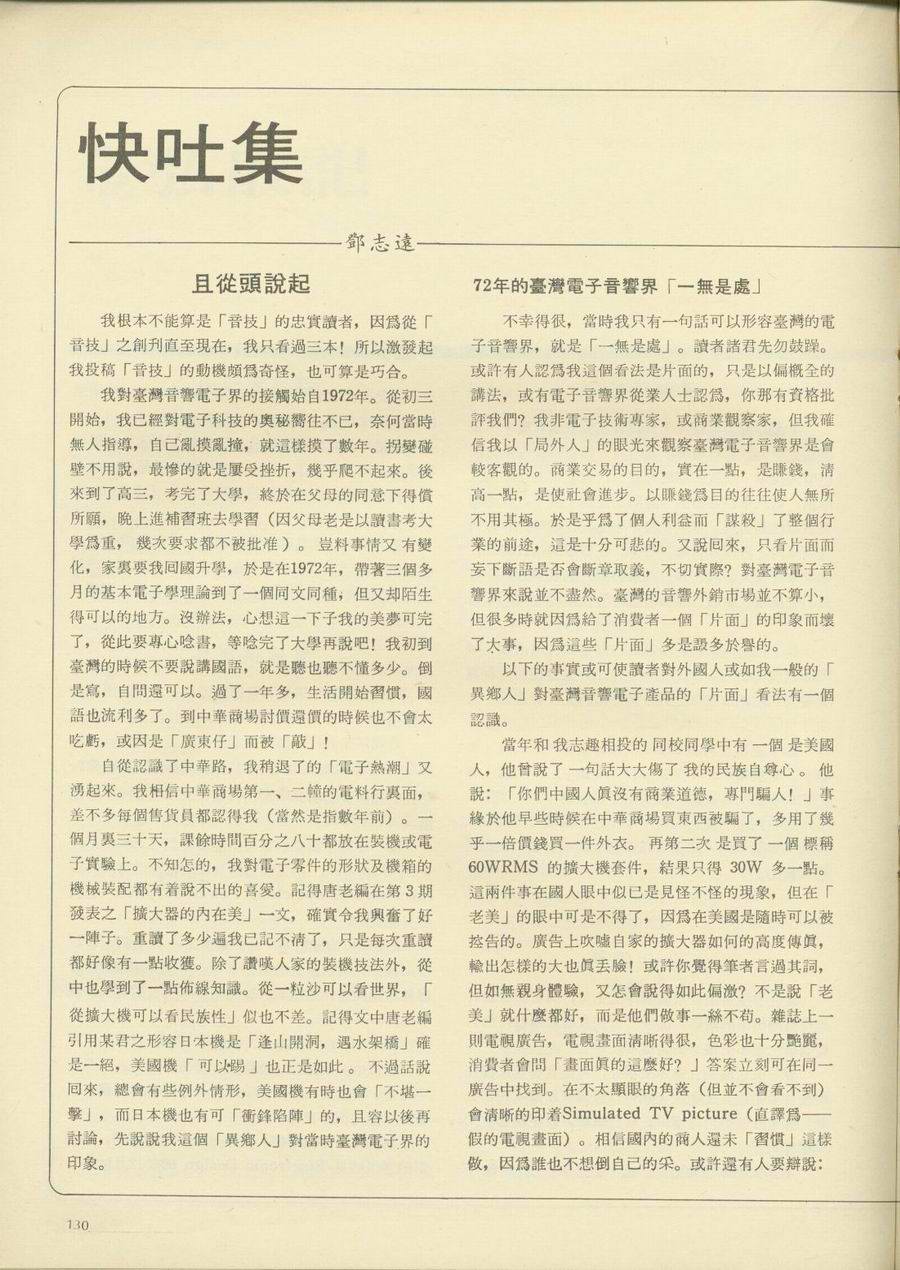 快吐集
鄧志遠
且從頭說起
我根本不能算是「音技」的忠實讀者，因爲從「
音技」之創刋直至現在，我只看過三本！所以激發起
我投稿「音技」的動機頗爲奇怪，也可算是巧合。
我對臺灣音響電子界的接觸始自1972年。從初三
開始，我已經對電子科技的奧秘嚮往不已，奈何當時
無人指導，自己亂摸亂撞，就這樣摸了數年。拐變碰
壁不用說，最慘的就是屢受挫折，幾乎爬不起來。後
來到了高三，考完了大學，終於在父母的同意下得償
所願，晚上進補習班去學習（因父母老是以讀書考大
學爲重，幾次要求都不被批准）。豈料事情又有變
化，家裏要我回國升學，於是在1972年，帶著三個多
月的基本電子學理論到了一個同文同種，但又却陌生
得可以的地方。沒辦法，心想這一下子我的美夢可完
了，從此要專心唸書，等唸完了大學再說吧！我初到
臺灣的時候不要說講國語，就是聽也聽不懂多少。倒
是寫，自問還可以。過了一年多，生活開始習慣，國
語也流利多了。到中華商場討價還價的時候也不會太
吃虧，或因是「廣東仔」而被「敲」！
自從認識了中華路，我稍退了的「電子熱潮」又
湧起來。我相信中華商場第一、二幢的電料行裏面，
差不多每個售貨員都認得我（當然是指數年前）。一
個月裏三十天，課餘時間百分之八十都放在裝機或電
子實驗上。不知怎的，我對電子零件的形狀及機箱的
機械裝配都有着說不出的喜愛。記得唐老編在第3期
發表之「擴大器的內在美」一文，確實令我興奮了好
一陣子。重讀了多少遍我已記不淸了，只是每次重讀
都好像有一點收獲。除了讚嘆人家的裝機技法外，從
中也學到了一點佈線知識。從一粒沙可以看世界，「
從擴大機可以看民族性」似也不差。記得文中唐老編
引用某君之形容日本機是「逢山開洞，遇水架橋」確
是一絕，美國機「可以踢」也正是如此。不過話說
回來，總會有些例外情形，美國機有時也會「不堪一
擊」，而日本機也有可「衝鋒陷陣」的，且容以後再
討論，先說說我這個「異鄉人」對當時臺灣電子界的
印象。
72年的臺灣電子音響界「一無是處」
不幸得很，當時我只有一句話可以形容臺灣的電
子音響界，就是「一無是處」。讀者諸君先勿鼓躁。
或許有人認爲我這個看法是片面的，只是以偏槪全的
講法，或有電子音響界從業人士認爲，你那有資格批
評我們？我非電子技術專家，或商業觀察家，但我確
信我以「局外人」的眼光來觀察臺灣電子音響界是會
較客觀的。商業交易的目的，實在一點，是賺錢，淸
高一點，是使社會進步。以賺錢爲目的往往使人無所
不用其極。於是乎爲了個人利益而「謀殺」了整個行
業的前途，這是十分可悲的。又說回來，只看片面而
妄下斷語是否會斷章取義，不切實際？對臺灣電子音
響界來說並不盡然。臺灣的音響外銷市場並不算小，
但很多時就因爲給了消費者一個「片面」的印象而壞
了大事，因爲這些「片面」多是譭多於譽的。
以下的事實或可使讀者對外國人或如我一般的「
異鄉人」對臺灣音響電子產品的「片面」看法有一個
認識。
當年和我志趣相投的同校同學中有一個是美國
人，他曾說了一句話大大傷了我的民族自尊心。他
說：「你們中國人眞沒有商業道德，專門騙人！」事
緣於他早些時候在中華商場買東西被騙了，多用了幾
乎一倍價錢買一件外衣。再第二次是買了一個標稱
60WRMS 的擴大機套件，結果只得 30W 多一點。
這兩件事在國人眼中似已是見怪不怪的現象，但在「
老美」的眼中可是不得了，因爲在美國是隨時可以被
控告的。廣告上吹噓自家的擴大器如何的高度傳眞，
輸出怎樣的大也眞丟臉！或許你覺得筆者言過其詞，
但如無親身體驗，又怎會說得如此偏激？不是說「老
美」就什麼都好，而是他們做事一絲不苟。雜誌上一
則電視廣告，電視畫面淸晰得很，色彩也十分艷麗，
消費者會問「畫面眞的這麼好？」答案立刻可在同一
廣告中找到。在不太顯眼的角落（但並不會看不到）
會淸晰的印着Simulated TV picture（直譯爲——
假的電視畫面）。相信國內的商人還未「習慣」這樣
做，因爲誰也不想倒自己的采。或許還有人要辯說：
130